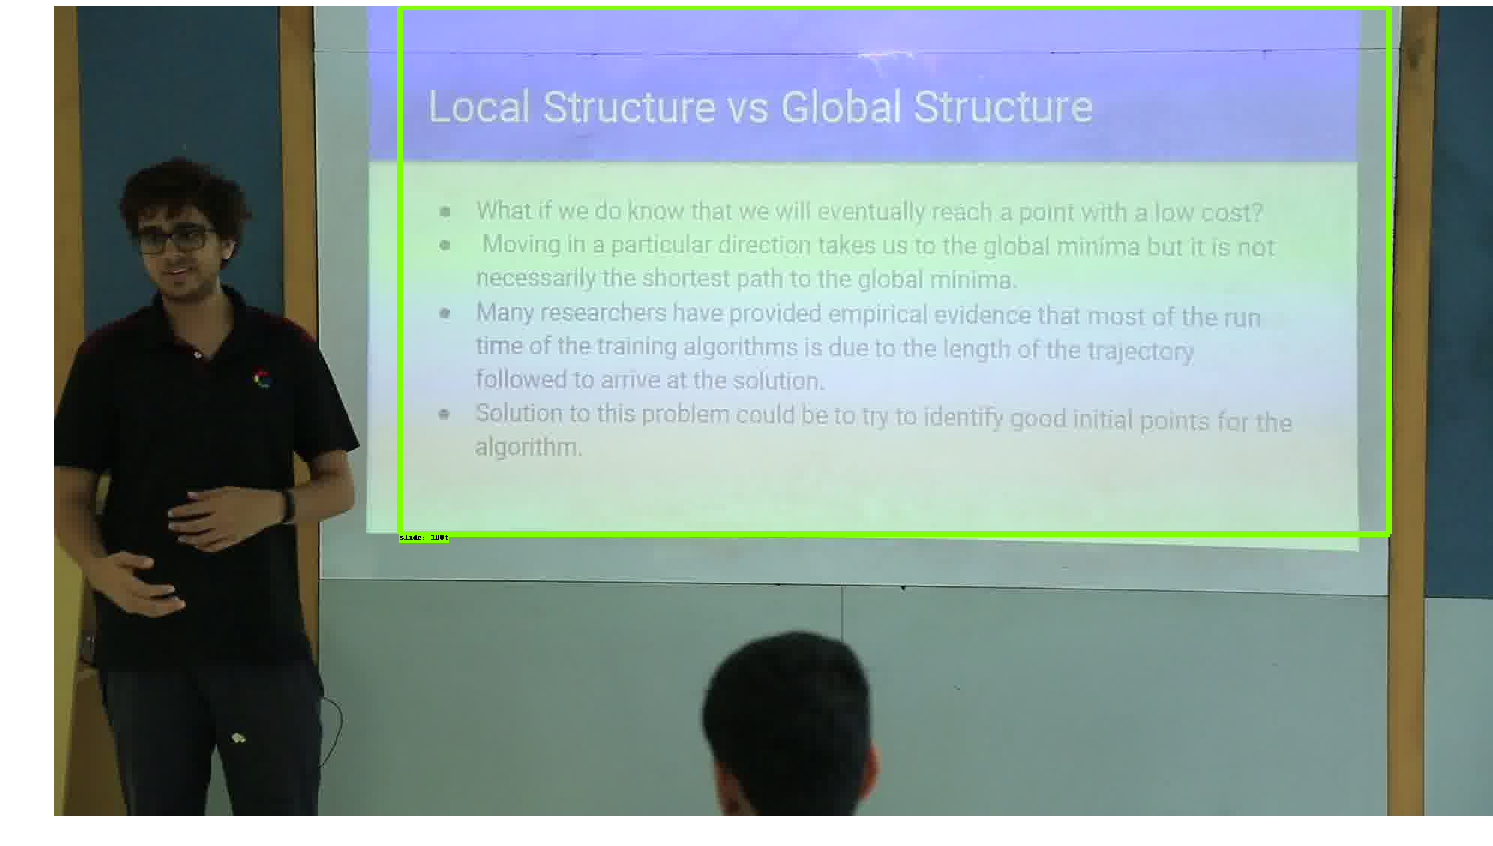 Local Structure vs Global Structure
● What if we do know that we will eventually reach a point with a low cost?
● Moving in a particular direction takes us to the global minima but it is not
necessarily the shortest path to the global minima.
● Many researchers have provided empirical evidence that most of the run
time of the training algorithms is due to the length of the trajectory
followed to arrive at the solution.
● Solution to this problem could be to try to identify good initial points for the
algorithm.